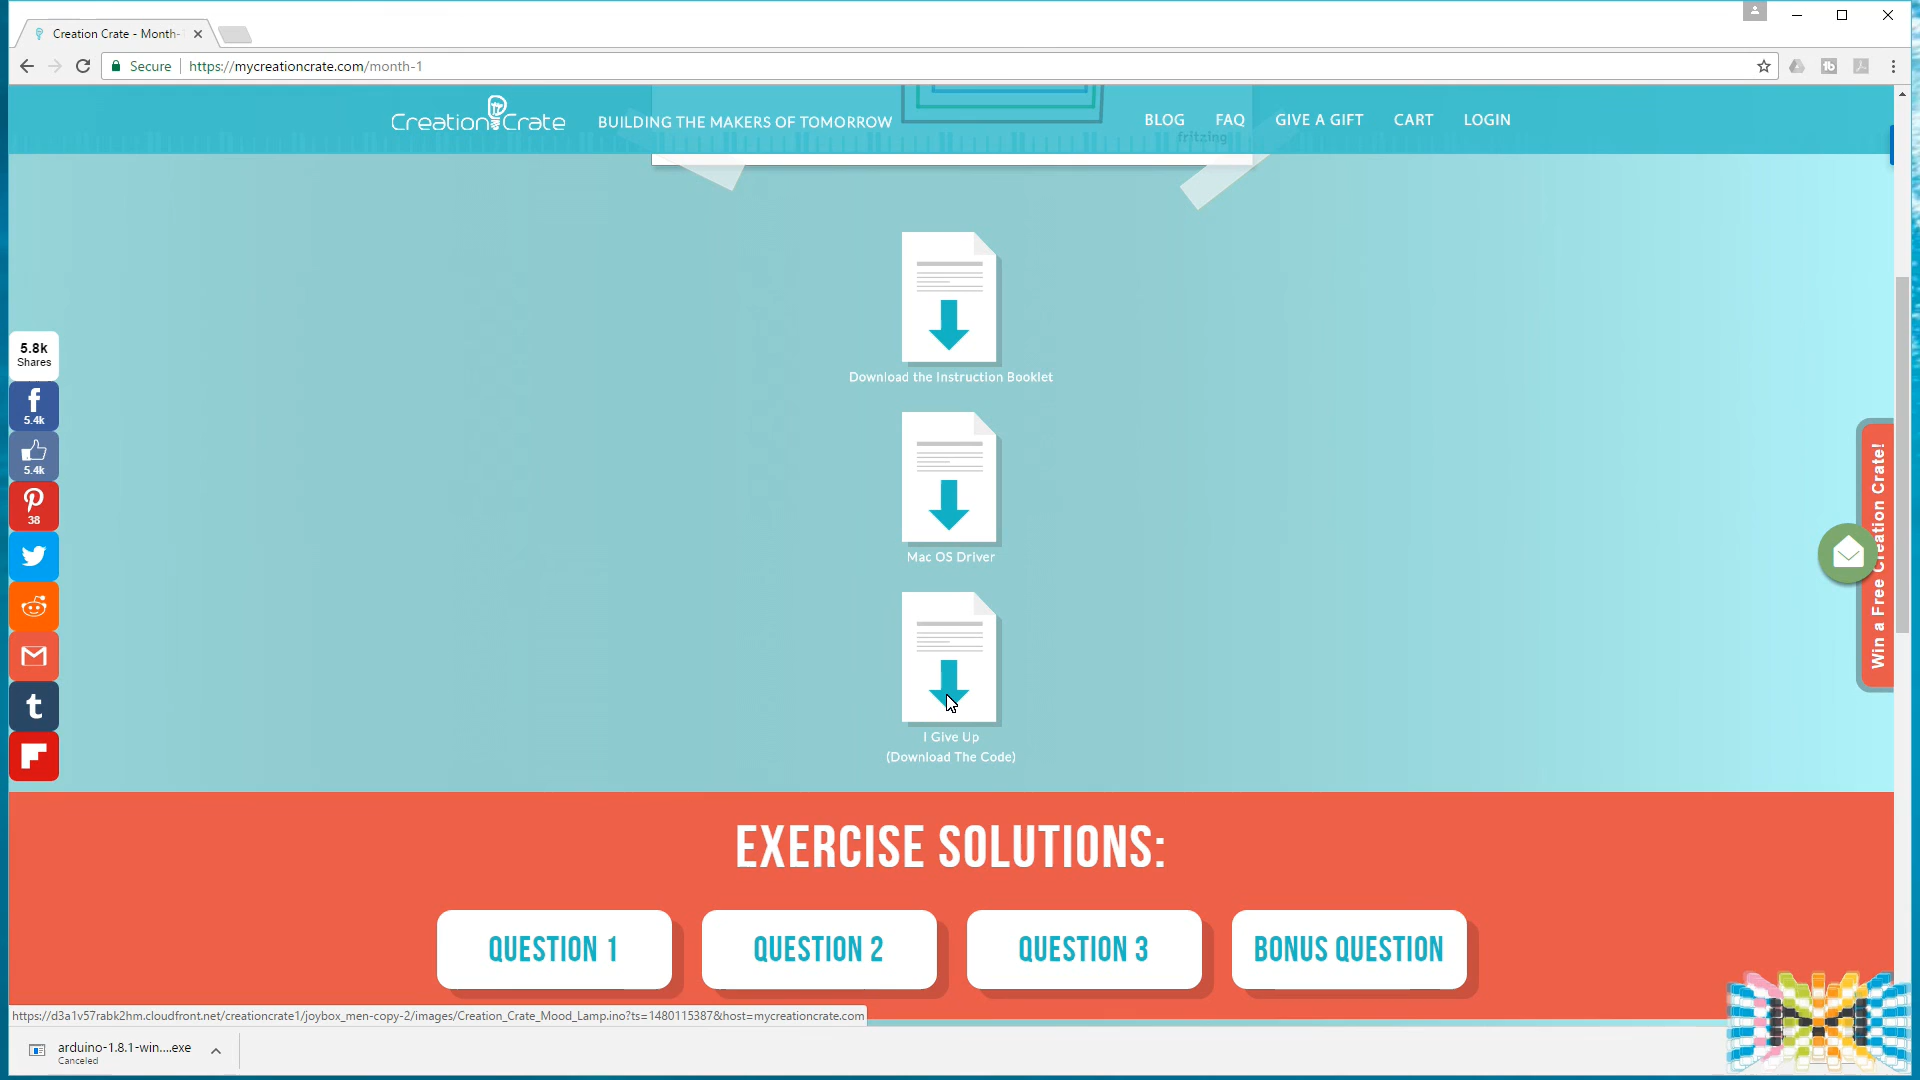 Creation Crate - Month-
Secure
https://mycreationcrate.com/month-1
Creation Crate
BUILDING THE MAKERS OF TOMORROW
BLOG
FAQ
GIVE A GIFT
CART
LOGIN
fritzing
Download the Instruction Booklet
5.8k
Shares
5.4k
5.4k
38
Mac OS Driver
Win a Free Creation Crate!
I Give Up
(Download The Code)
EXERCISE SOLUTIONS:
QUESTION 1
QUESTION 2
QUESTION 3
BONUS QUESTION
https://d3a1v57rabk2hm.cloudfront.net/creationcrate1/joybox_men-copy-2/images/Creation_Crate_Mood_Lamp.ino?ts=1480115387&host=mycreationcrate.com
arduino-1.8.1-win....exe
Canceled